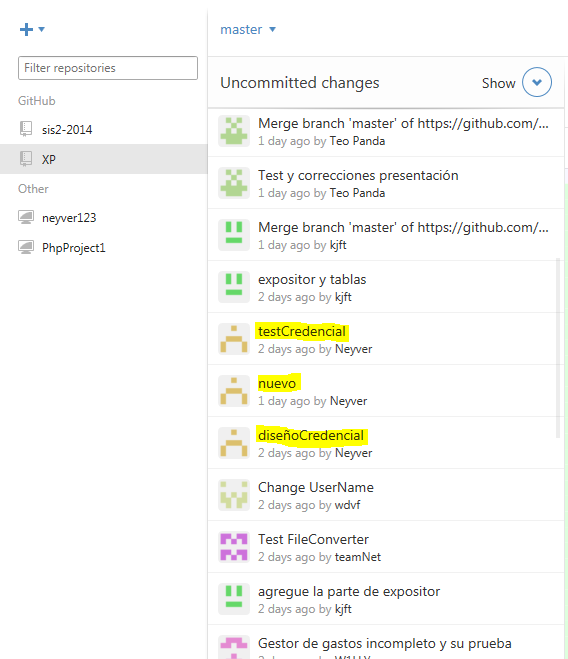 master
Filter repositories
GitHub
sis2-2014
XP
Other
neyver123
PhpProject1
Uncommitted changes
Show
Merge branch 'master' of https://github.com/...
1 day ago by Teo Panda
Test y correcciones presentación
1 day ago by Teo Panda
Merge branch 'master' of https://github.com/...
1 day ago by kjft
expositor y tablas
2 days ago by kjft
testCredencial
2 days ago by Neyver
nuevo
1 day ago by Neyver
diseñoCredencial
2 days ago by Neyver
Change UserName
2 days ago by wdvf
Test FileConverter
2 days ago by teamNet
agregue la parte de expositor
2 days ago by kjft
Gestor de gastos incompleto y su prueba
2 days ago by